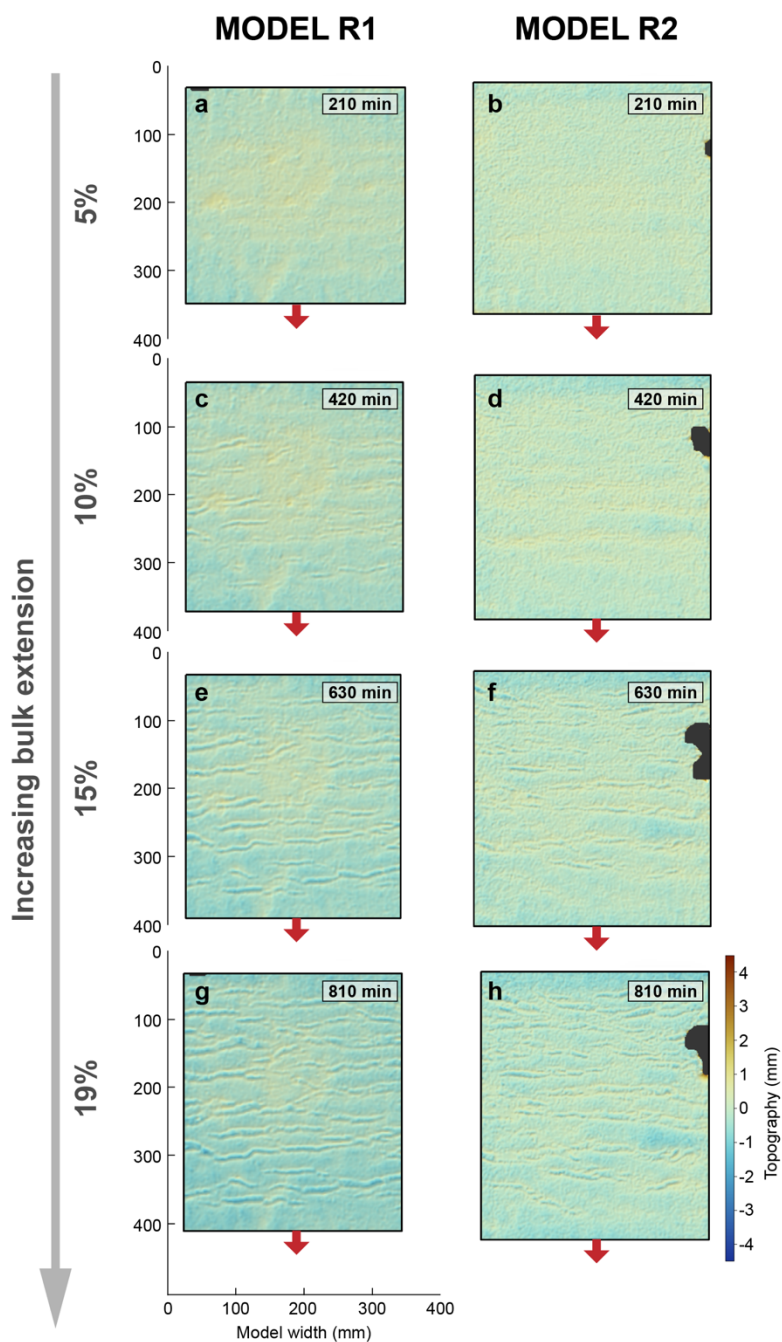 MODEL R1
MODEL R2
Increasing bulk extension
5%
0
100
200
300
400
a
210 min
b
210 min
10%
0
100
200
300
400
c
420 min
d
420 min
15%
0
100
200
300
400
e
630 min
f
630 min
19%
0
100
200
300
400
g
810 min
h
810 min
4
3
2
1
0
-1
-2
-3
-4
Topography (mm)
0
100
200
300
400
Model width (mm)